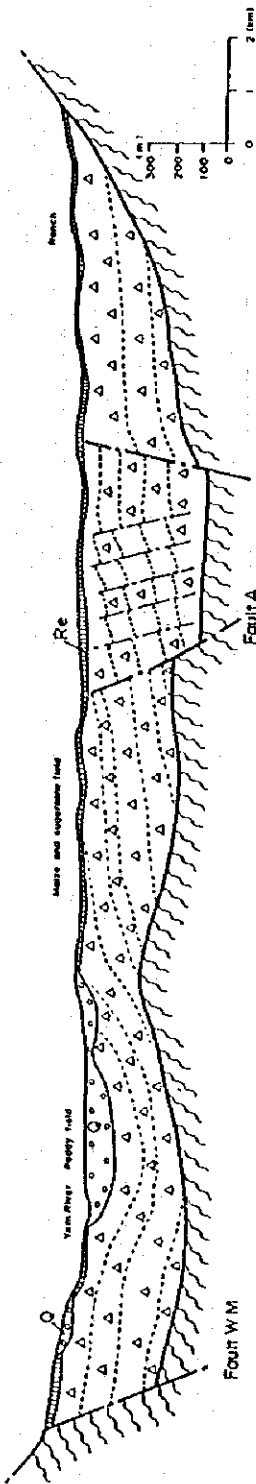 Q
Yam River Paddy field
Q
Maize and sugarcane field
Re
Ranch
(m)
300
200
100
0
0 1 2 (km)
Fault W M
Fault A